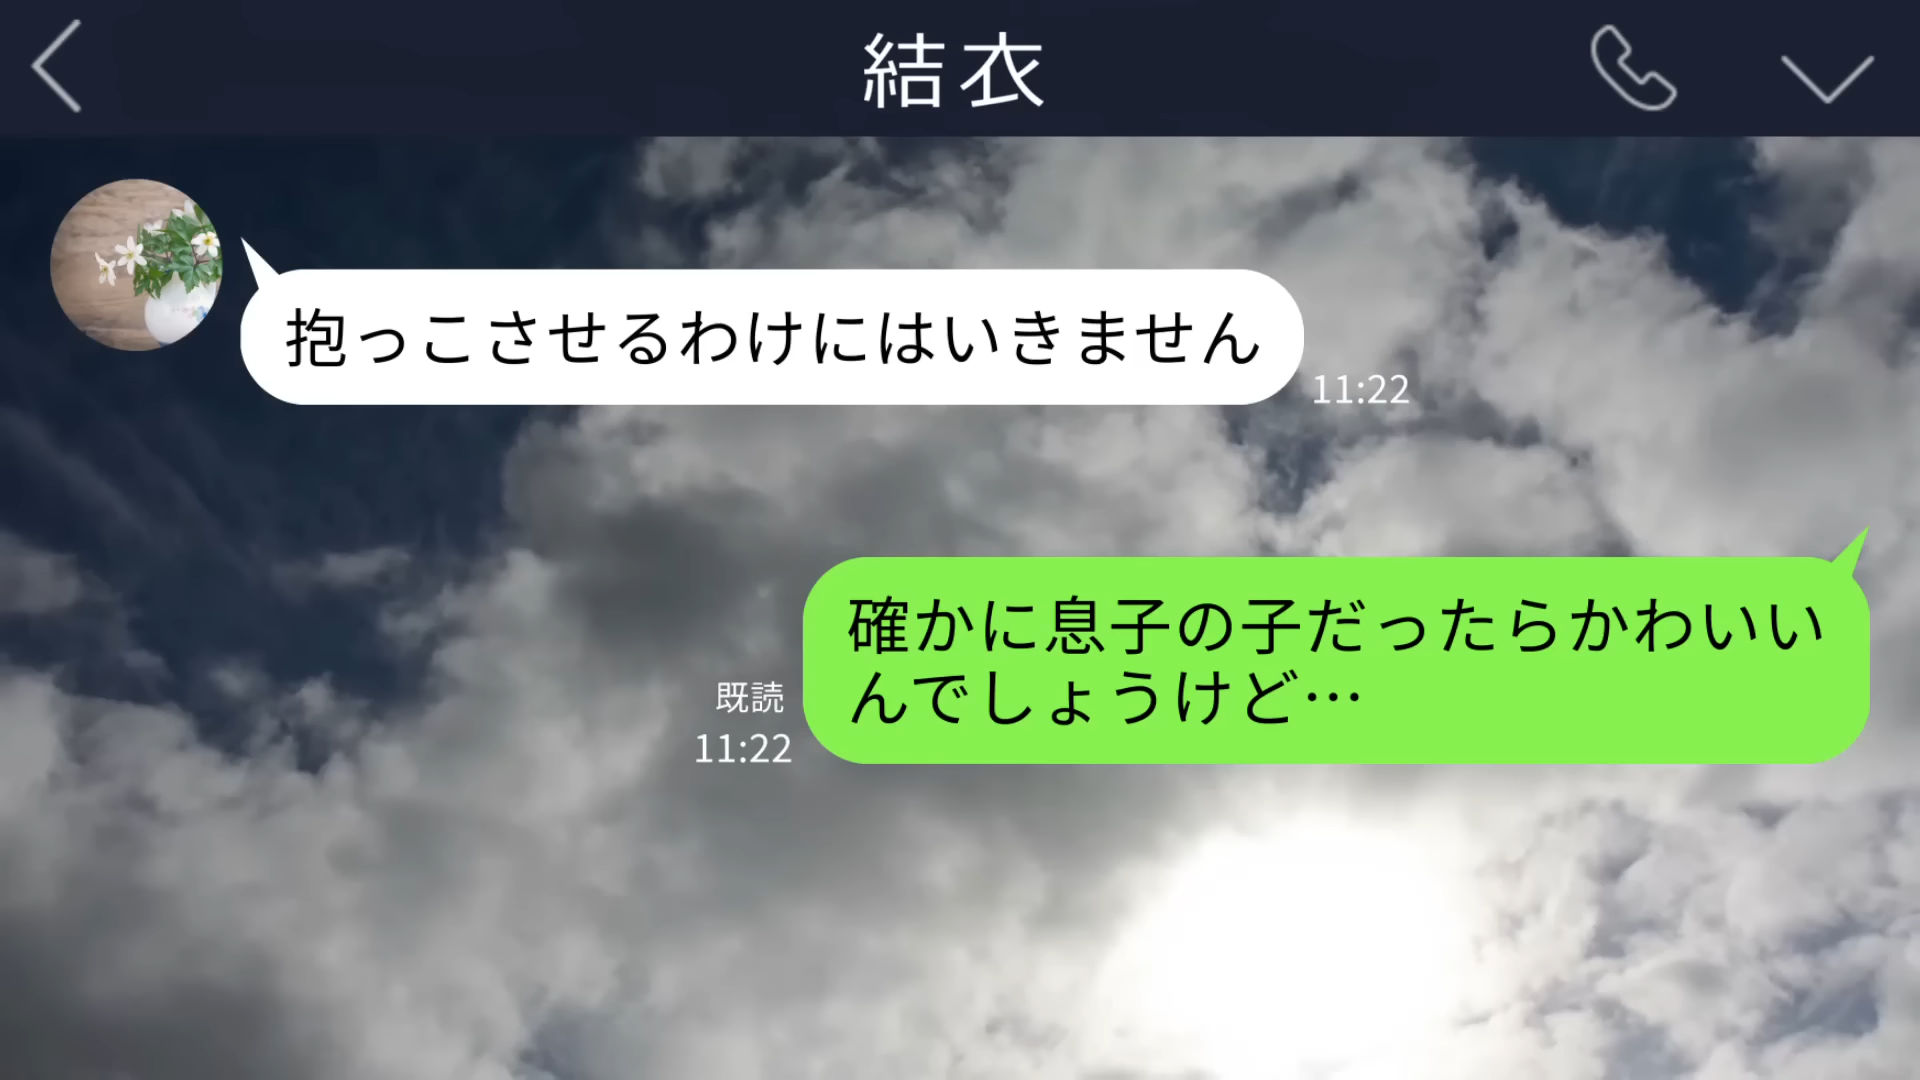 結衣
抱っこさせるわけにはいきません
11:22
確かに息子の子だったらかわいい
んでしょうけど…
既読
11:22